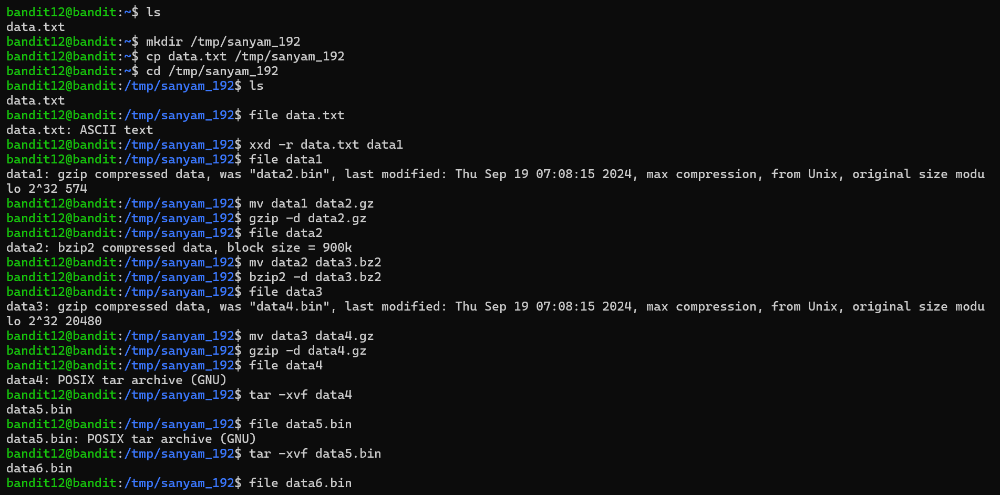 bandit12@bandit:~$ ls
data.txt
bandit12@bandit:~$ mkdir /tmp/sanyam_192
bandit12@bandit:~$ cp data.txt /tmp/sanyam_192
bandit12@bandit:~$ cd /tmp/sanyam_192
bandit12@bandit:/tmp/sanyam_192$ ls
data.txt
bandit12@bandit:/tmp/sanyam_192$ file data.txt
data.txt: ASCII text
bandit12@bandit:/tmp/sanyam_192$ xxd -r data.txt data1
bandit12@bandit:/tmp/sanyam_192$ file data1
data1: gzip compressed data, was "data2.bin", last modified: Thu Sep 19 07:08:15 2024, max compression, from Unix, original size modu
lo 2^32 574
bandit12@bandit:/tmp/sanyam_192$ mv data1 data2.gz
bandit12@bandit:/tmp/sanyam_192$ gzip -d data2.gz
bandit12@bandit:/tmp/sanyam_192$ file data2
data2: bzip2 compressed data, block size = 900k
bandit12@bandit:/tmp/sanyam_192$ mv data2 data3.bz2
bandit12@bandit:/tmp/sanyam_192$ bzip2 -d data3.bz2
bandit12@bandit:/tmp/sanyam_192$ file data3
data3: gzip compressed data, was "data4.bin", last modified: Thu Sep 19 07:08:15 2024, max compression, from Unix, original size modu
lo 2^32 20480
bandit12@bandit:/tmp/sanyam_192$ mv data3 data4.gz
bandit12@bandit:/tmp/sanyam_192$ gzip -d data4.gz
bandit12@bandit:/tmp/sanyam_192$ file data4
data4: POSIX tar archive (GNU)
bandit12@bandit:/tmp/sanyam_192$ tar -xvf data4
data5.bin
bandit12@bandit:/tmp/sanyam_192$ file data5.bin
data5.bin: POSIX tar archive (GNU)
bandit12@bandit:/tmp/sanyam_192$ tar -xvf data5.bin
data6.bin
bandit12@bandit:/tmp/sanyam_192$ file data6.bin